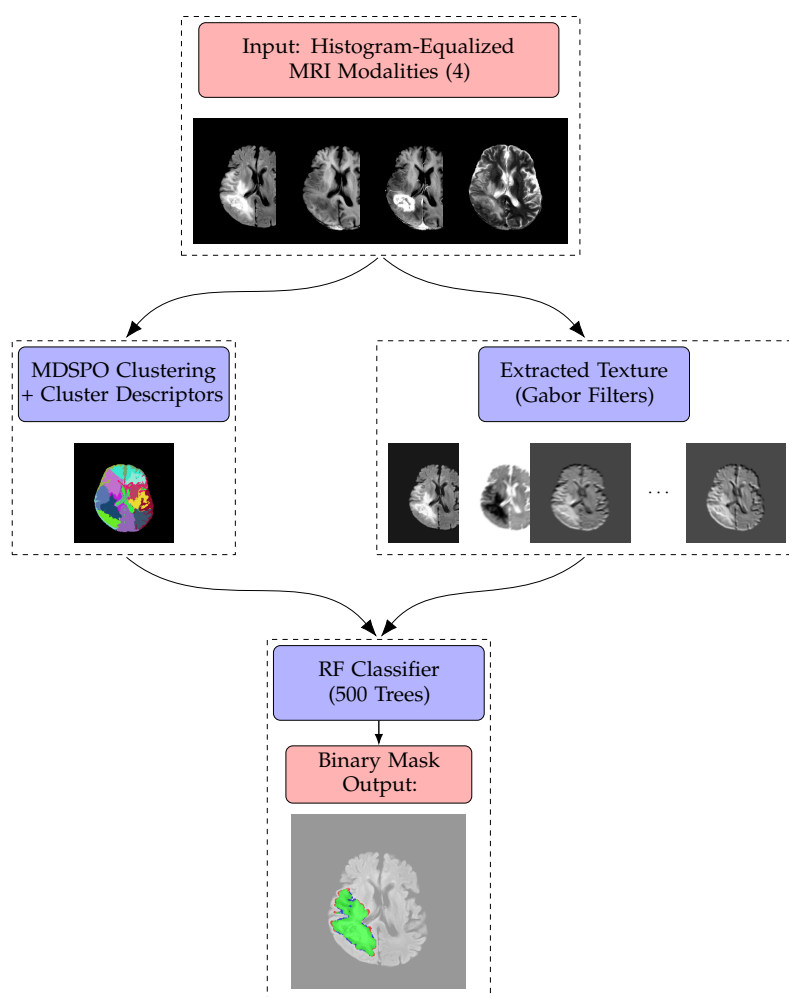 Input: Histogram-Equalized
MRI Modalities (4)
MDSPO Clustering
+ Cluster Descriptors
Extracted Texture
(Gabor Filters)
...
RF Classifier
(500 Trees)
Binary Mask
Output: